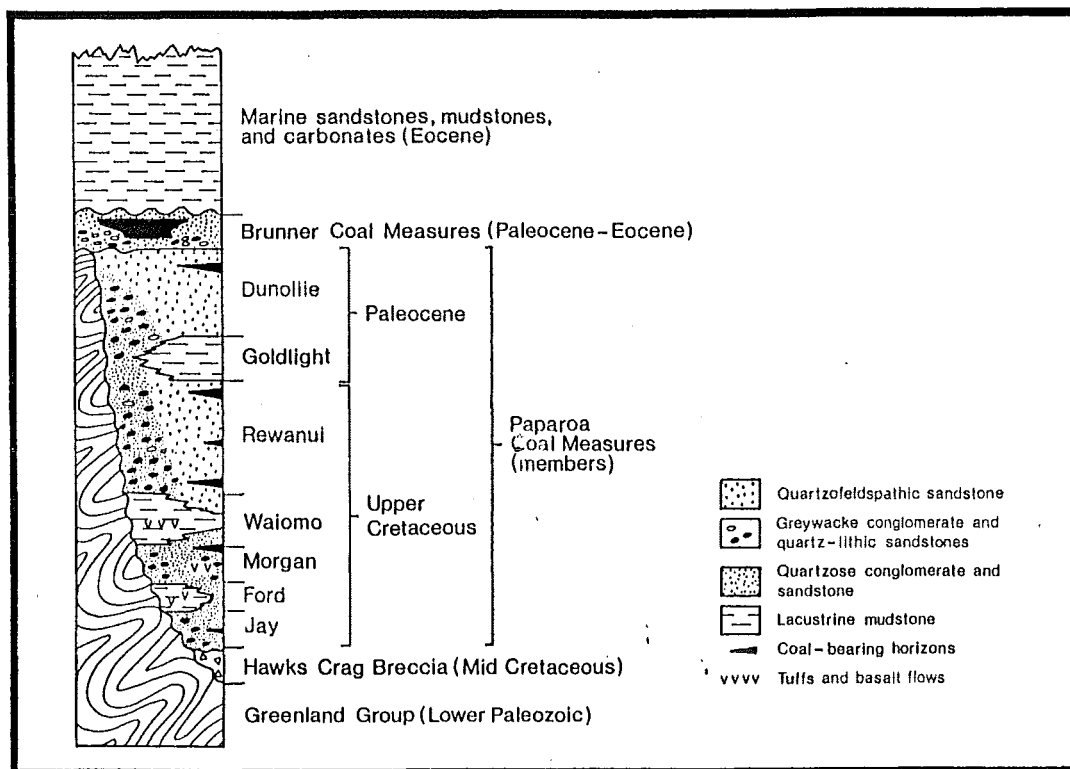 Marine sandstones, mudstones,
and carbonates (Eocene)
Brunner Coal Measures (Paleocene-Eocene)
Dunollie
Paleocene
Goldlight
Rewanui
Paparoa
Coal Measures
(members)
Upper
Cretaceous
Waiomo
Morgan
Ford
Jay
Hawks Crag Breccia (Mid Cretaceous)
Greenland Group (Lower Paleozoic)
Quartzofeldspathic sandstone
Greywacke conglomerate and
quartz-lithic sandstones
Quartzose conglomerate and
sandstone
Lacustrine mudstone
Coal-bearing horizons
Tuffs and basalt flows